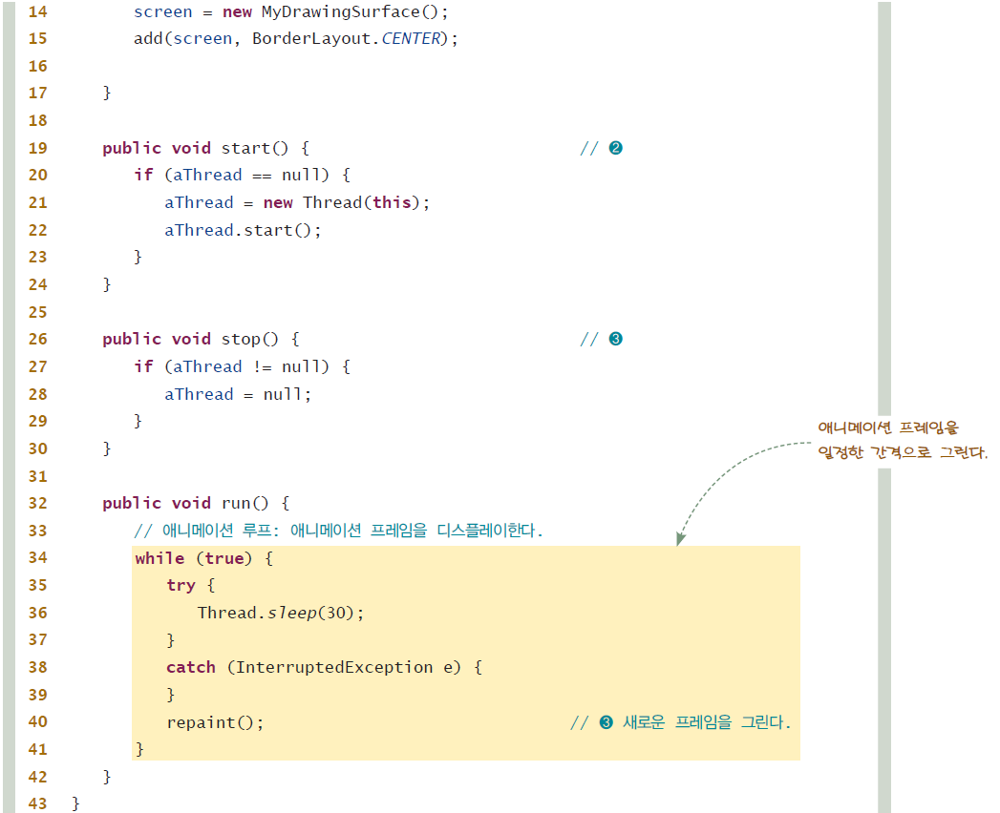 14 screen = new MyDrawingSurface();
15 add(screen, BorderLayout.CENTER);
16
17 }
18
19 public void start() { // ❷
20 if (aThread == null) {
21 aThread = new Thread(this);
22 aThread.start();
23 }
24 }
25
26 public void stop() { // ❸
27 if (aThread != null) {
28 aThread = null;
29 }
30 }
애니메이션 프레임을
일정한 간격으로 그린다.
31
32 public void run() {
33 // 애니메이션 루프: 애니메이션 프레임을 디스플레이한다.
34 while (true) {
35 try {
36 Thread.sleep(30);
37 }
38 catch (InterruptedException e) {
39 }
40 repaint(); // ❸ 새로운 프레임을 그린다.
41 }
42 }
43 }